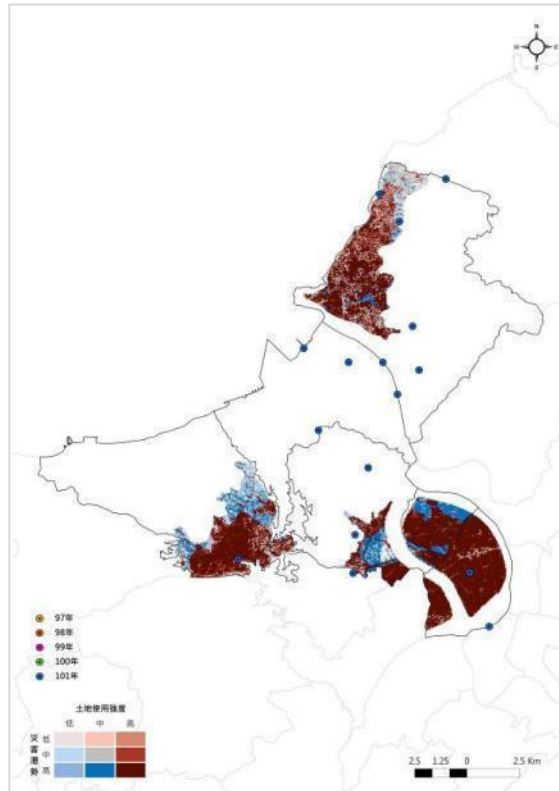 N
W E
S
97年
98年
99年
100年
101年
土地使用強度
低 中 高
災害潛勢
低
中
高
2.5 1.25 0 2.5 Km